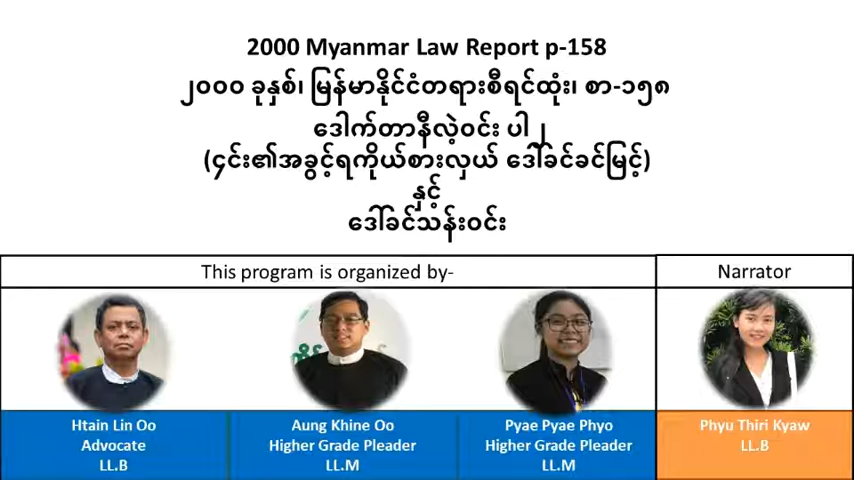 2000 Myanmar Law Report p-158
၂၀၀၀ ခုနှစ်၊ မြန်မာနိုင်ငံတရားစီရင်ထုံး၊ စာ-၁၅၈
ဒေါက်တာနီလဲ့ဝင်း ပါ ၂
(၄င်း၏အခွင့်ရကိုယ်စားလှယ် ဒေါ်ခင်ခင်မြင့်)
နှင့်
ဒေါ်ခင်သန်းဝင်း
This program is organized by-
Narrator
Htain Lin Oo
Advocate
LL.B
Aung Khine Oo
Higher Grade Pleader
LL.M
Pyae Pyae Phyo
Higher Grade Pleader
LL.M
Phyu Thiri Kyaw
LL.B